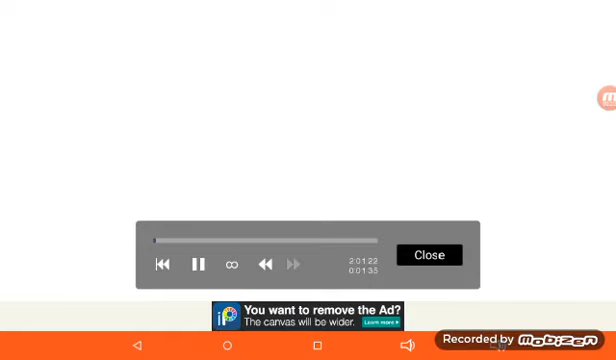 2:01:22
0:01:35
Close
You want to remove the Ad?
The canvas will be wider.
Learn more
Recorded by mobizen